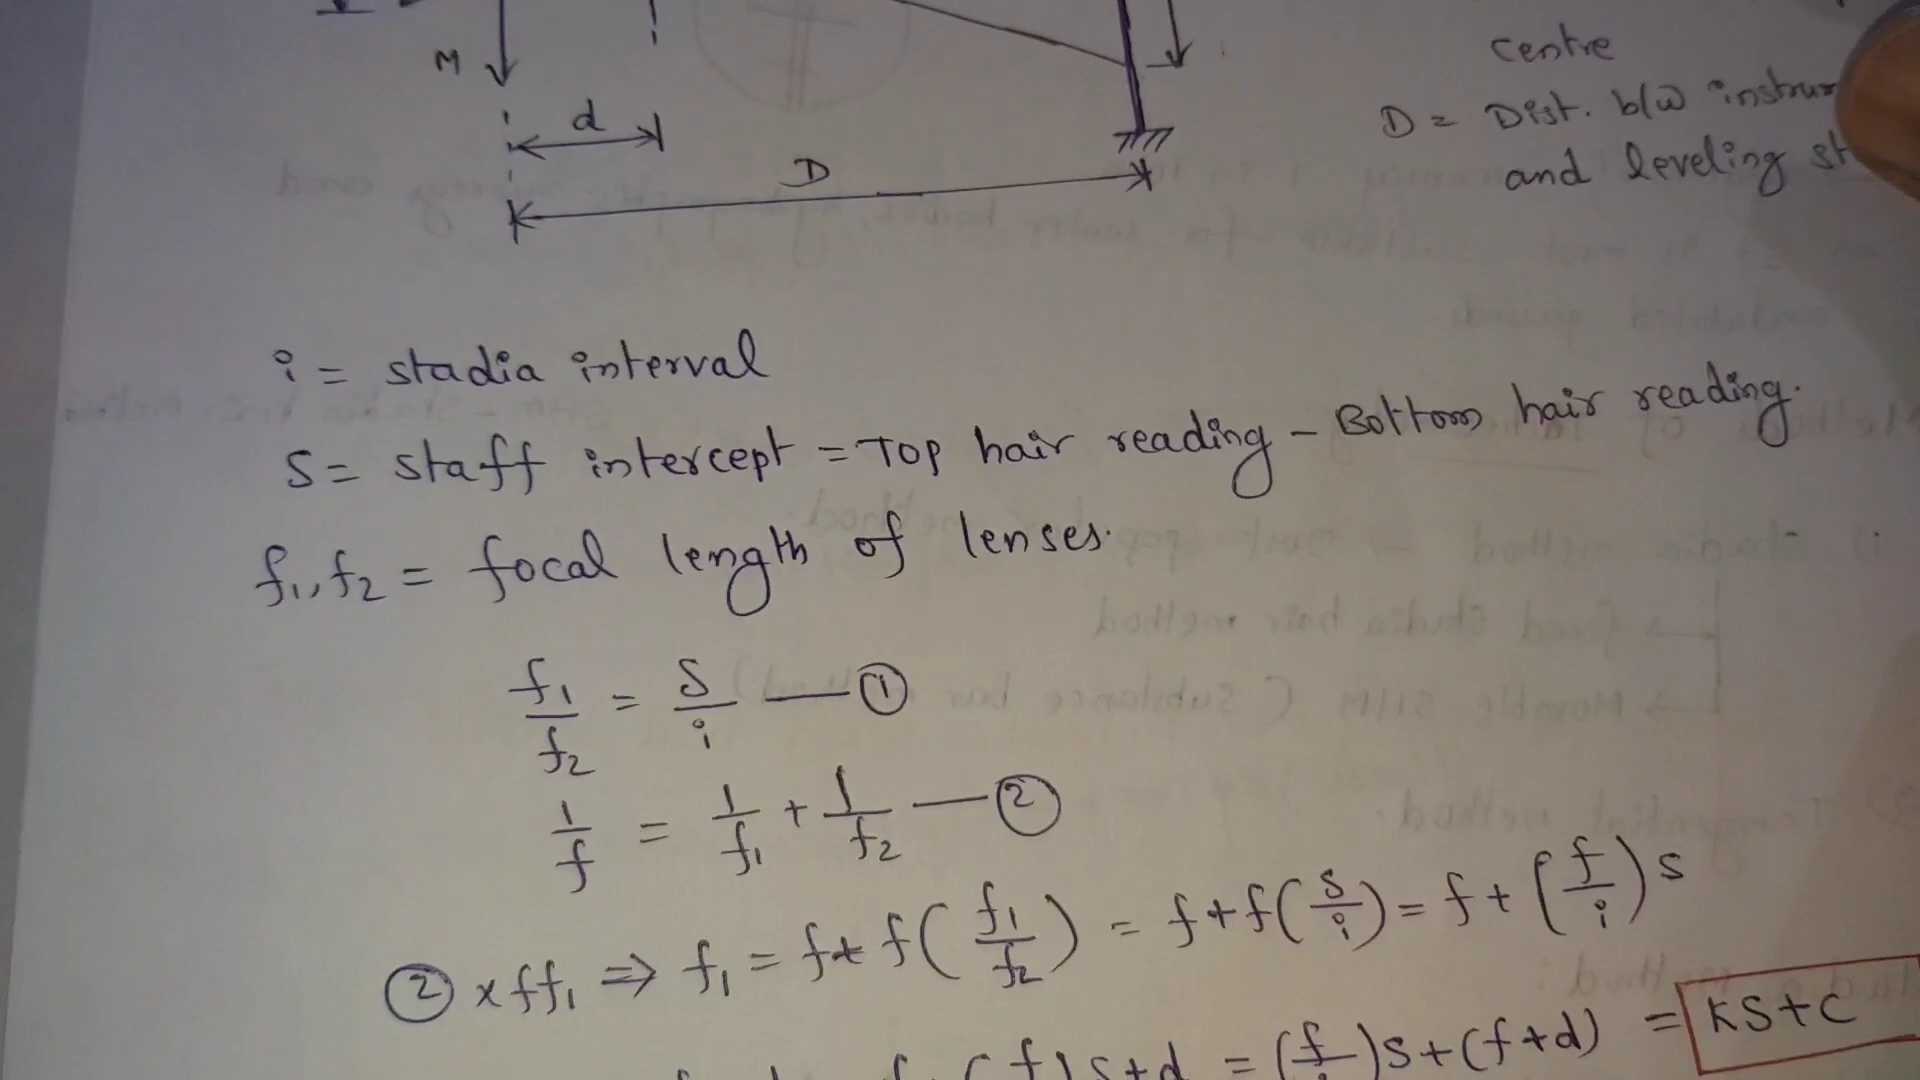 M
d
D
centre
D = Dist. b/w instrum
and leveling st
i = stadia interval
S = staff intercept = Top hair reading - Bottom hair reading.
f1, f2 = focal length of lenses.
f1/f2 = S/i — ①
1/f = 1/f1 + 1/f2 — ②
② x ff1 => f1 = f + f(f1/f2) = f + f(S/i) = f + (f/i)S
)S+d = (f/i)S + (f+d) = KS+C